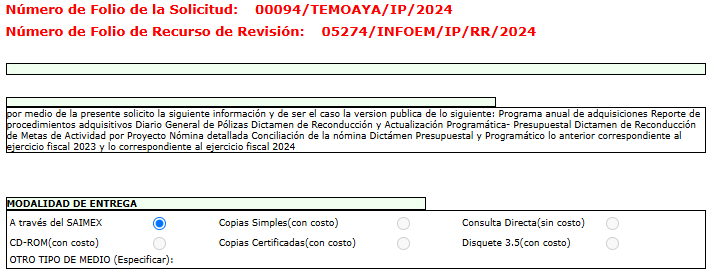 Número de Folio de la Solicitud: 00094/TEMOAYA/IP/2024
Número de Folio de Recurso de Revisión: 05274/INFOEM/IP/RR/2024
por medio de la presente solicito la siguiente información y de ser el caso la version publica de lo siguiente: Programa anual de adquisiciones Reporte de
procedimientos adquisitivos Diario General de Pólizas Dictamen de Reconducción y Actualización Programática- Presupuestal Dictamen de Reconducción
de Metas de Actividad por Proyecto Nómina detallada Conciliación de la nómina Dictámen Presupuestal y Programático lo anterior correspondiente al
ejercicio fiscal 2023 y lo correspondiente al ejercicio fiscal 2024
MODALIDAD DE ENTREGA
A través del SAIMEX Copias Simples(con costo) Consulta Directa(sin costo)
CD-ROM(con costo) Copias Certificadas(con costo) Disquete 3.5(con costo)
OTRO TIPO DE MEDIO (Especificar):